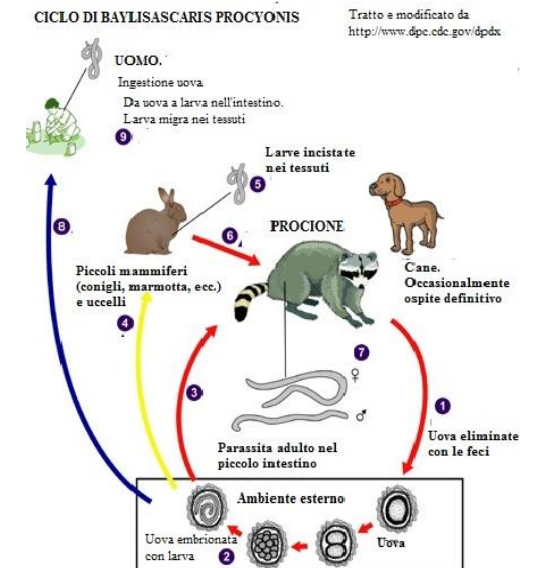 CICLO DI BAYLISASCARIS PROCYONIS
Tratto e modificato da
http://www.dpc.cdc.gov/dpdx
UOMO.
Ingestione uova
Da uova a larva nell'intestino.
Larva migra nei tessuti
9
Larve incistate
nei tessuti
5
8
6
PROCIONE
Piccoli mammiferi
(conigli, marmotta, ecc.)
e uccelli
Cane.
Occasionalmente
ospite definitivo
4
7
♀
3
♂
1
Parassita adulto nel
piccolo intestino
Uova eliminate
con le feci
Ambiente esterno
Uova embrionata
con larva
2
Uova